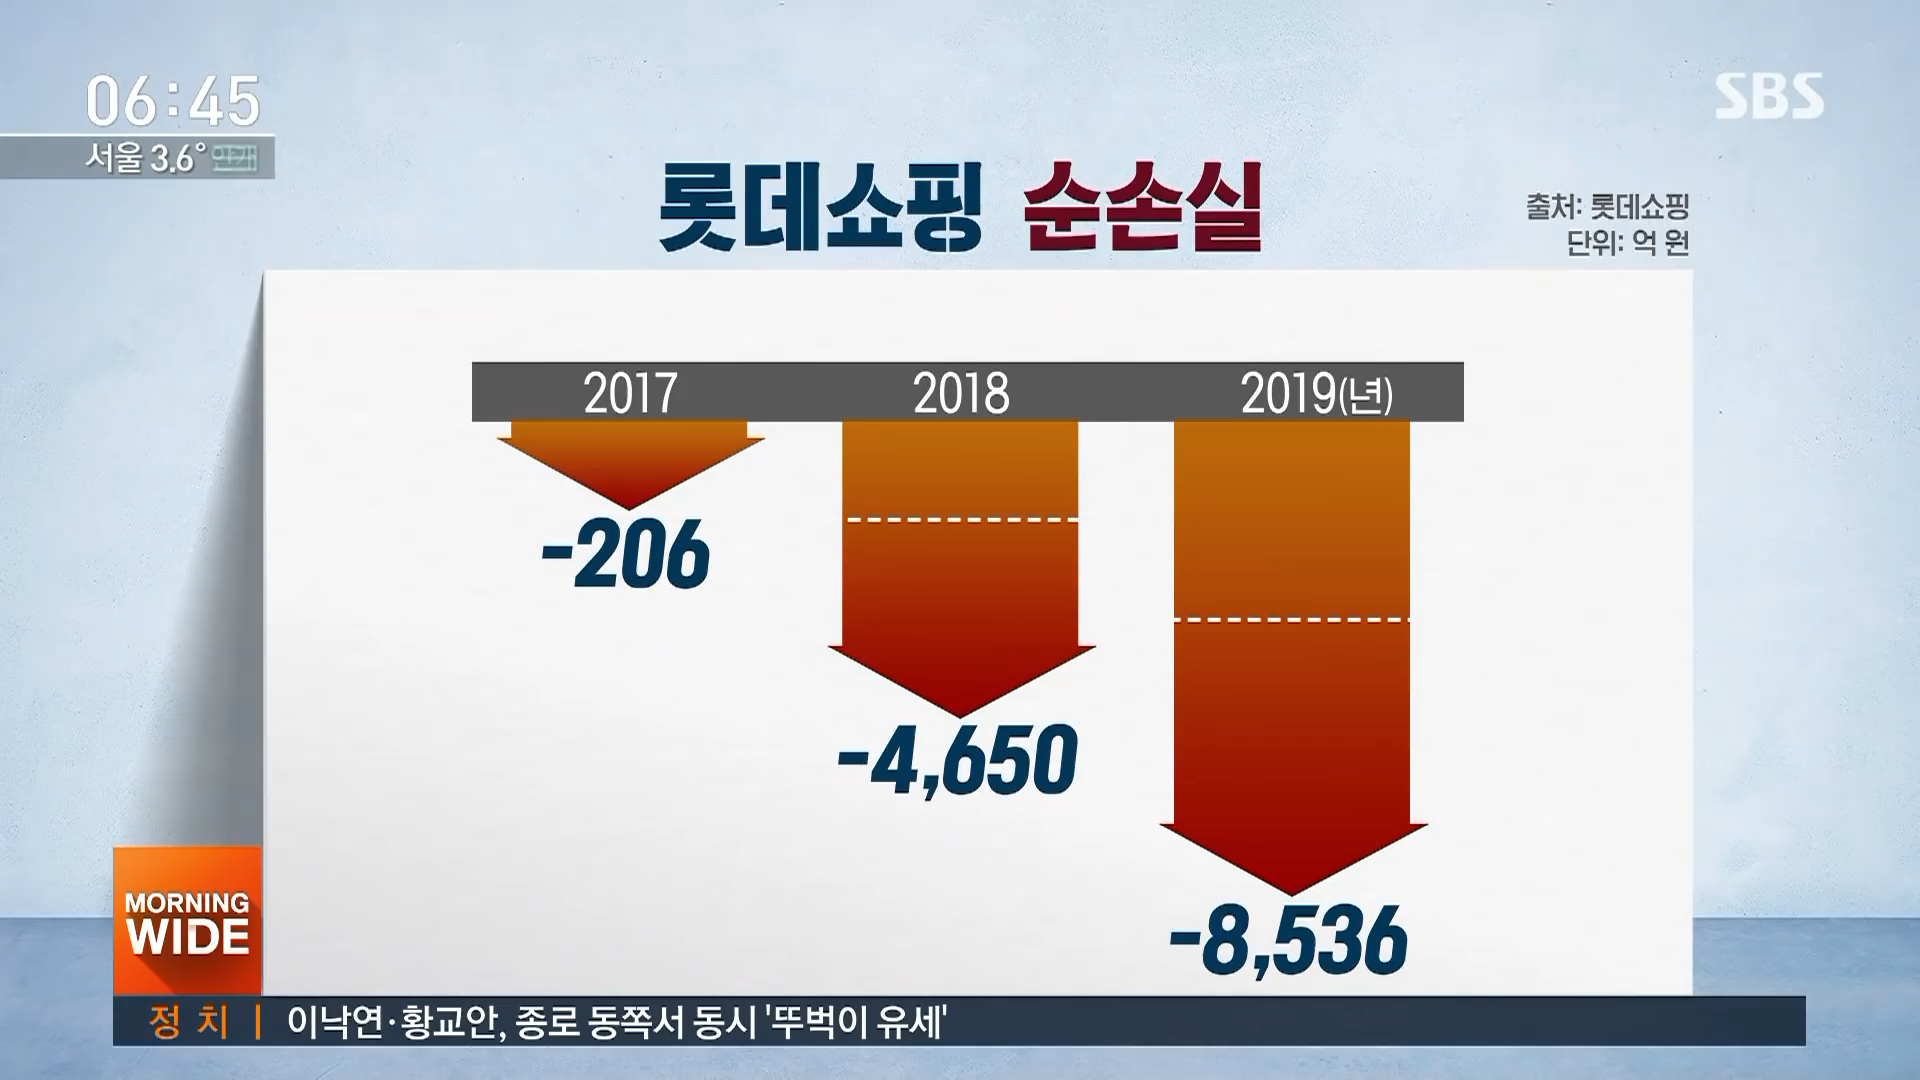 06:45
SBS
서울 3.6°
롯데쇼핑 순손실
출처: 롯데쇼핑
단위: 억 원
2017 2018 2019(년)
-206
-4,650
-8,536
MORNING
WIDE
정치 | 이낙연·황교안, 종로 동쪽서 동시 '뚜벅이 유세'